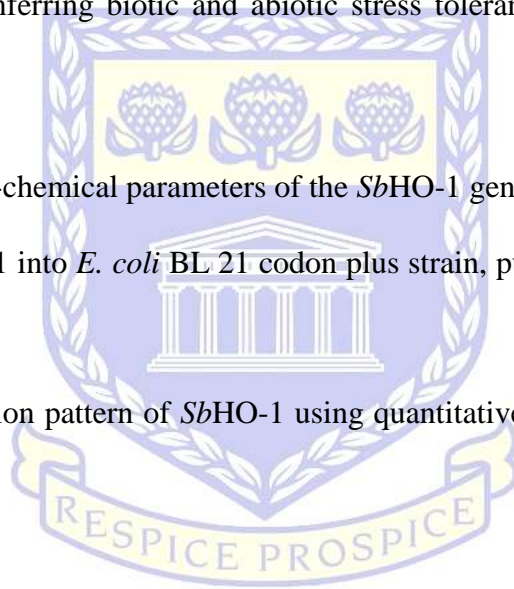 nferring biotic and abiotic stress toleran
-chemical parameters of the SbHO-1 gen
1 into E. coli BL 21 codon plus strain, p
ion pattern of SbHO-1 using quantitative
RESPICE PROSPICE